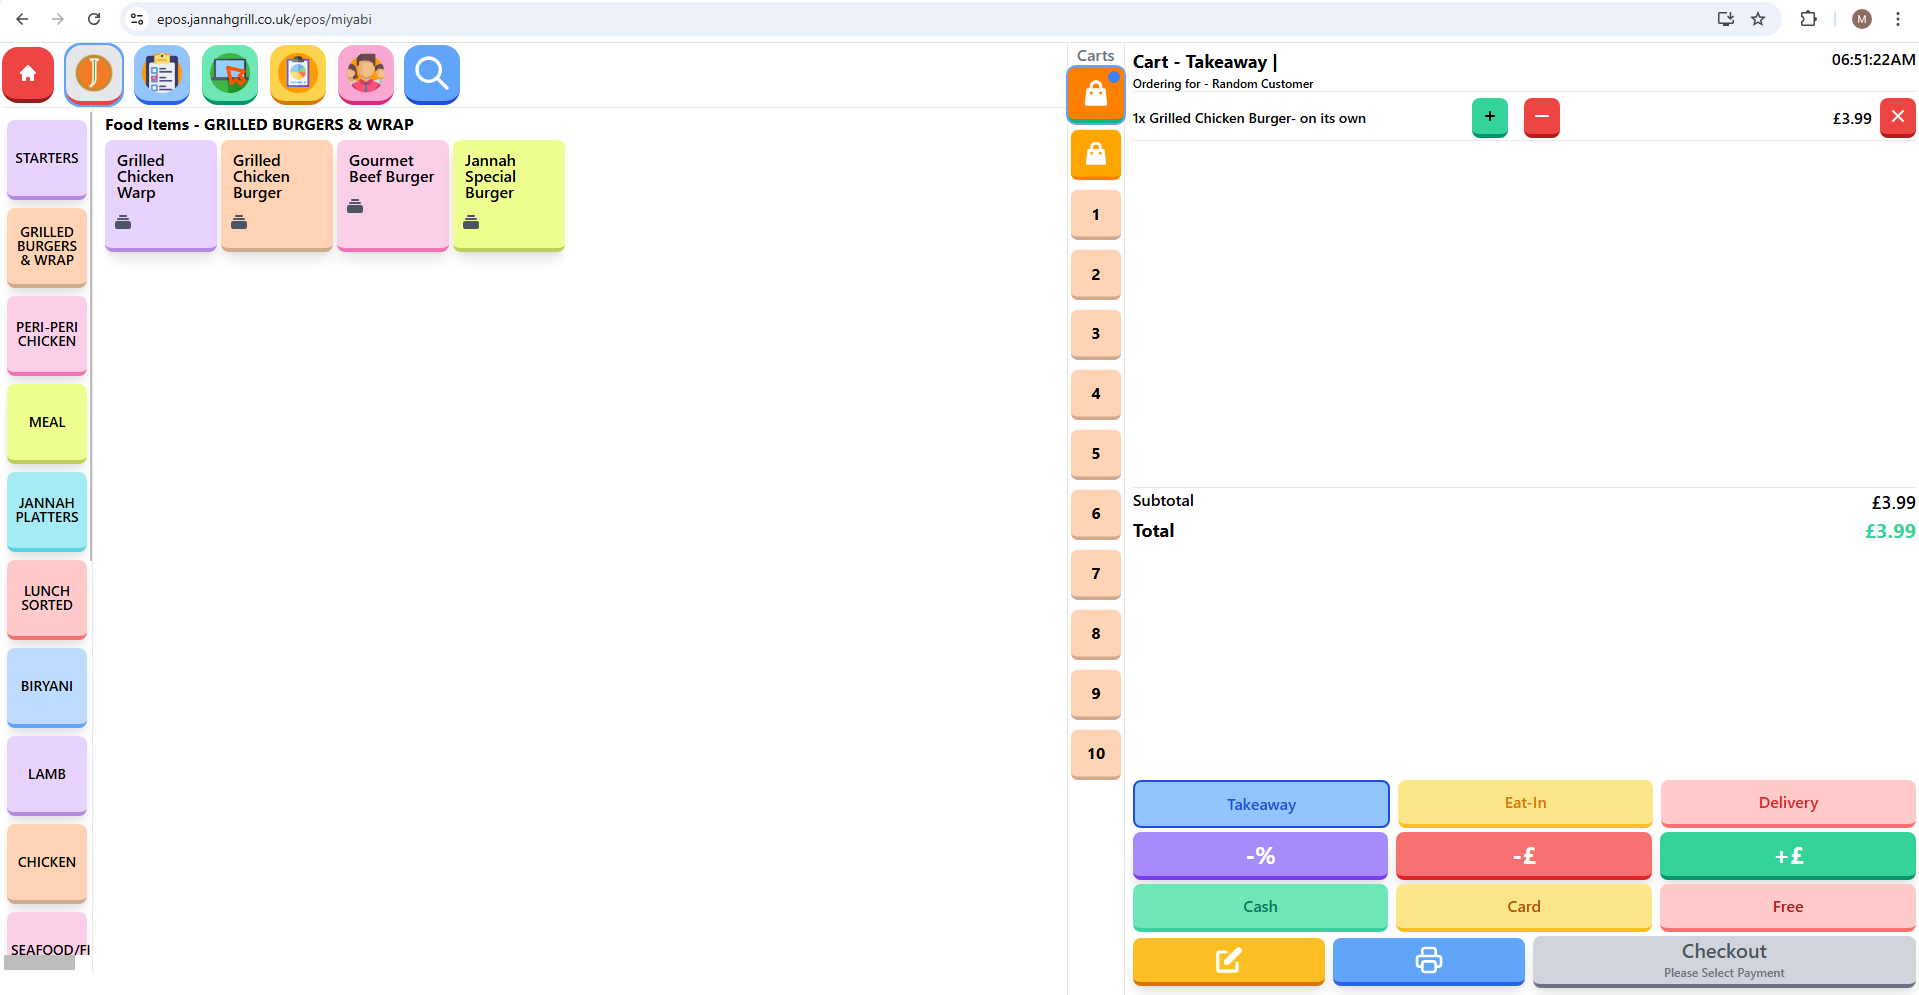 epos.jannahgrill.co.uk/epos/miyabi
M
J
Carts
Cart - Takeaway |
06:51:22AM
Ordering for - Random Customer
Food Items - GRILLED BURGERS & WRAP
1x Grilled Chicken Burger- on its own
+
−
£3.99
×
STARTERS
GRILLED
BURGERS
& WRAP
PERI-PERI
CHICKEN
MEAL
JANNAH
PLATTERS
LUNCH
SORTED
BIRYANI
LAMB
CHICKEN
SEAFOOD/FI
Grilled
Chicken
Warp
Grilled
Chicken
Burger
Gourmet
Beef Burger
Jannah
Special
Burger
1
2
3
4
5
6
7
8
9
10
Subtotal
£3.99
Total
£3.99
Takeaway
Eat-In
Delivery
-%
-£
+£
Cash
Card
Free
Checkout
Please Select Payment